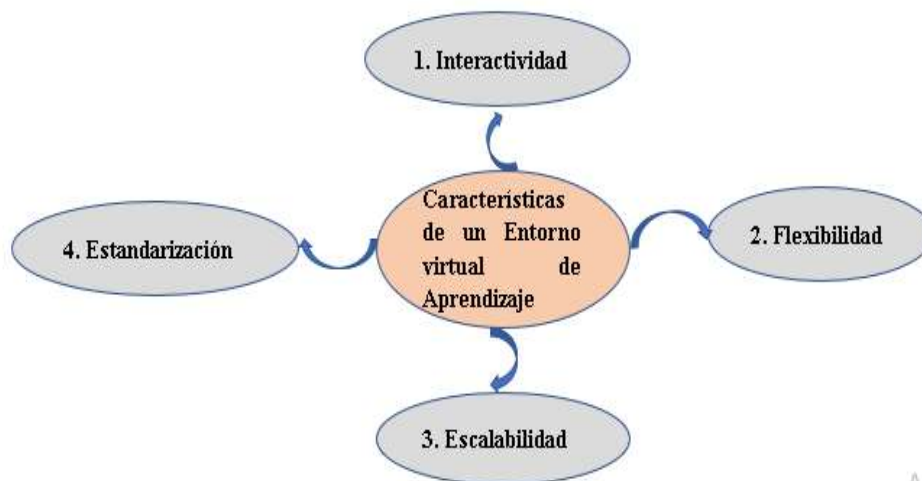 1. Interactividad
Características
de un Entorno
virtual de
Aprendizaje
2. Flexibilidad
4. Estandarización
3. Escalabilidad